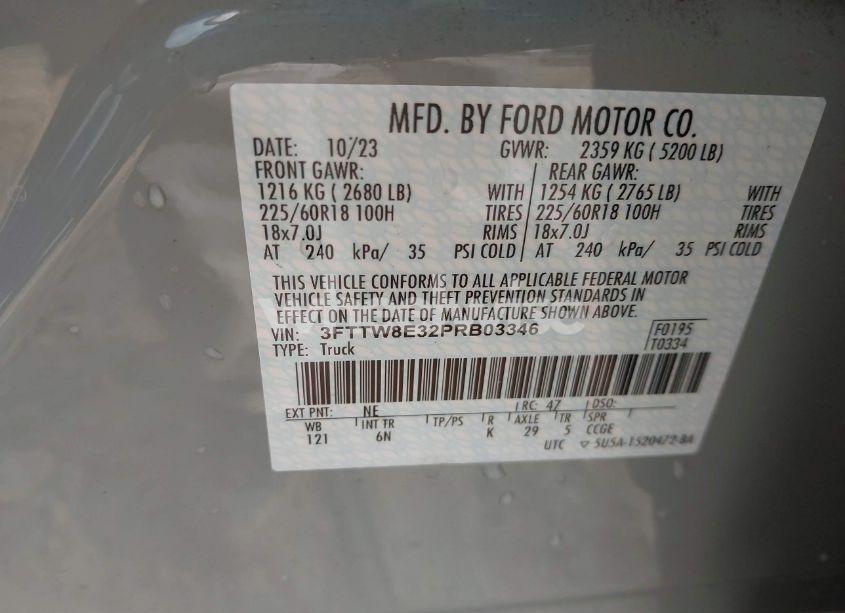 MFD. BY FORD MOTOR CO.
DATE: 10/23 GVWR: 2359 KG ( 5200 LB)
FRONT GAWR: REAR GAWR:
1216 KG ( 2680 LB) WITH 1254 KG ( 2765 LB) WITH
225/60R18 100H TIRES 225/60R18 100H TIRES
18x7.0J RIMS 18x7.0J RIMS
AT 240 kPa/ 35 PSI COLD AT 240 kPa/ 35 PSI COLD
THIS VEHICLE CONFORMS TO ALL APPLICABLE FEDERAL MOTOR
VEHICLE SAFETY AND THEFT PREVENTION STANDARDS IN
EFFECT ON THE DATE OF MANUFACTURE SHOWN ABOVE.
VIN: 3FTTW8E32PRB03346 F0195
TYPE: Truck T0334
EXT PNT: NE RC: 47 DSO:
WB INT TR TP/PS R AXLE TR SPR
121 6N K 29 5 CCGE
UTC 5U5A-1520472-BA